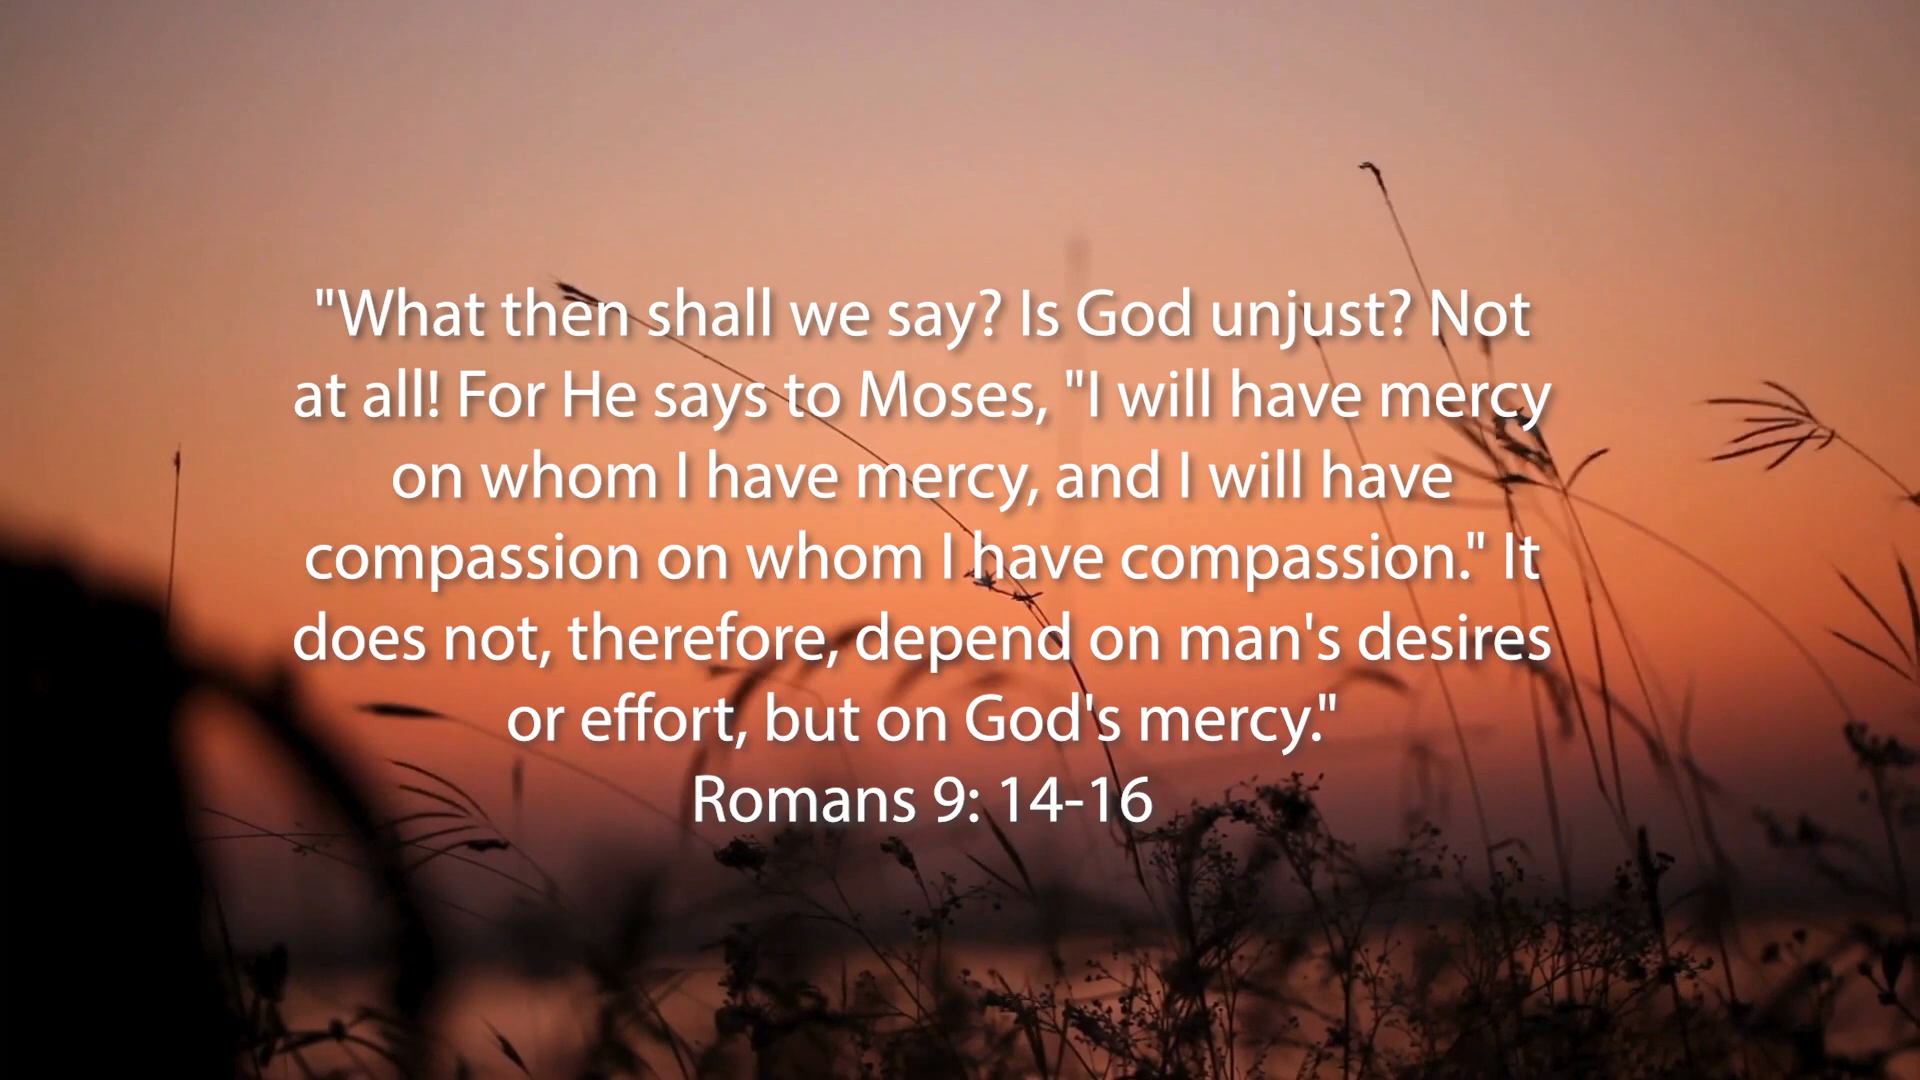 "What then shall we say? Is God unjust? Not
at all! For He says to Moses, "I will have mercy
on whom I have mercy, and I will have
compassion on whom I have compassion." It
does not, therefore, depend on man's desires
or effort, but on God's mercy."
Romans 9: 14-16